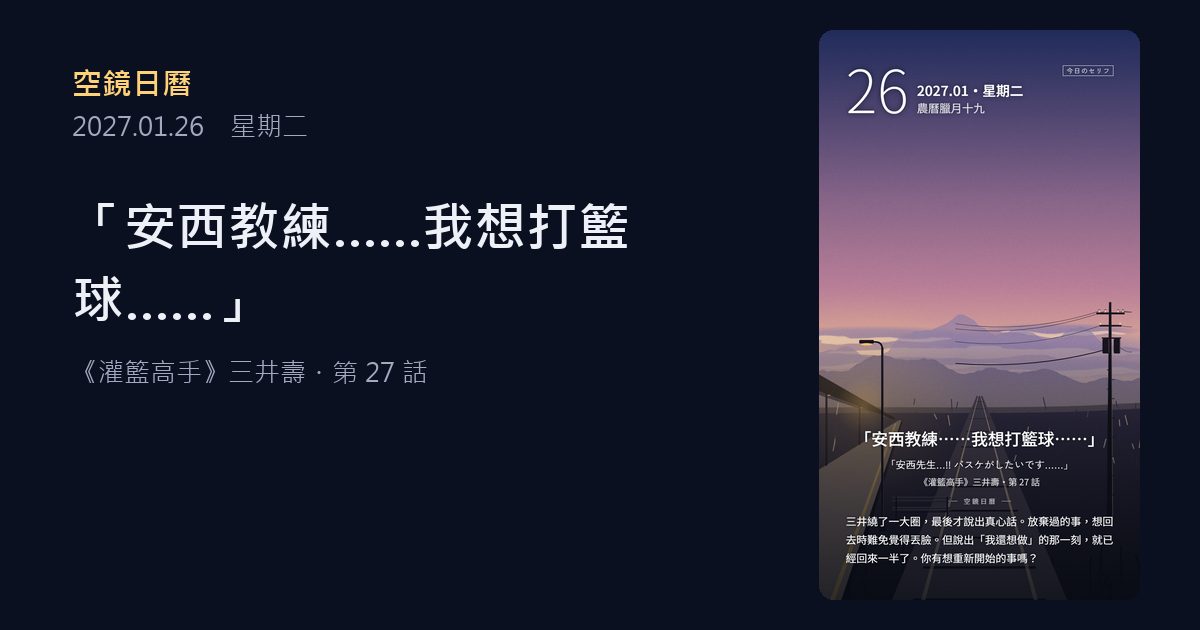 空鏡日曆
2027.01.26　星期二
「安西教練……我想打籃
球……」
《灌籃高手》三井壽·第 27 話
今日のセリフ
26
2027.01・星期二
農曆臘月十九
「安西教練……我想打籃球……」
「安西先生…!! バスケがしたいです……」
《灌籃高手》三井壽・第 27 話
空鏡日曆
三井繞了一大圈，最後才說出真心話。放棄過的事，想回
去時難免覺得丟臉。但說出「我還想做」的那一刻，就已
經回來一半了。你有想重新開始的事嗎？